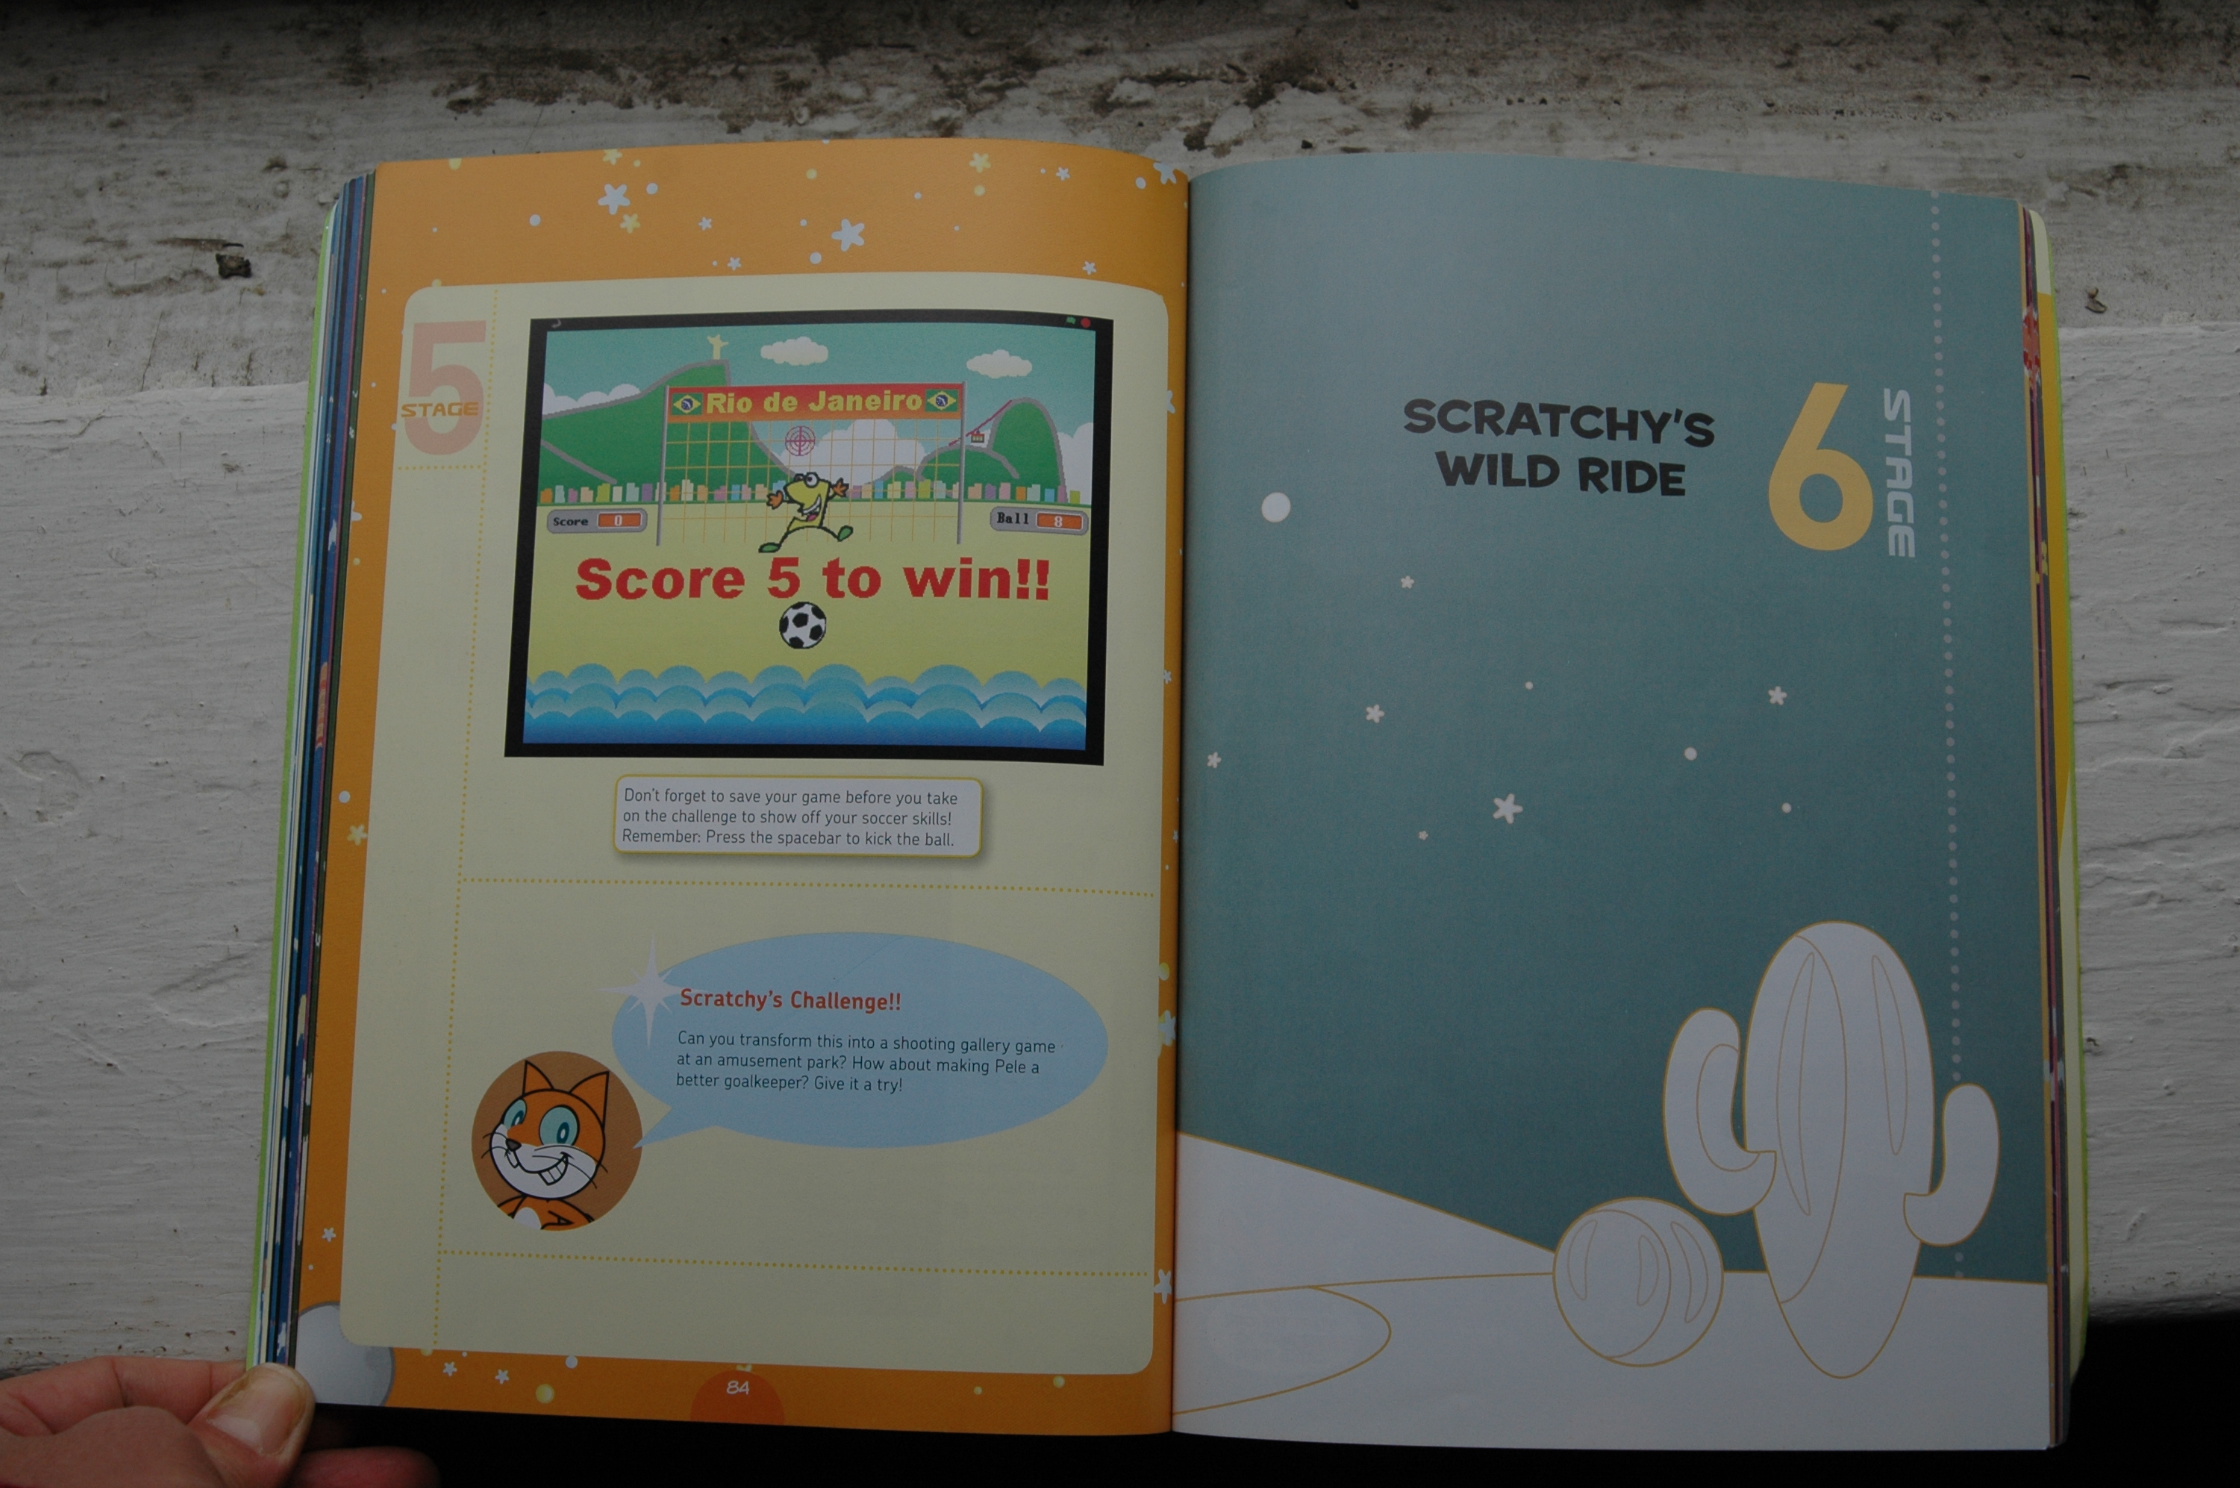 5
STAGE
Rio de Janeiro
Score 0
Ball 8
Score 5 to win!!
Don't forget to save your game before you take
on the challenge to show off your soccer skills!
Remember: Press the spacebar to kick the ball.
Scratchy's Challenge!!
Can you transform this into a shooting gallery game
at an amusement park? How about making Pele a
better goalkeeper? Give it a try!
84
SCRATCHY'S
WILD RIDE
6
STAGE